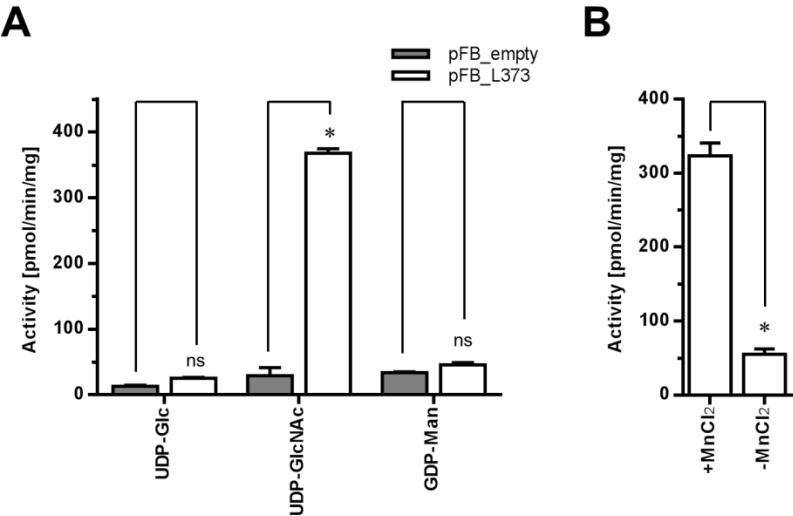 A
pFB_empty
pFB_L373
Activity [pmol/min/mg]
400
300
200
100
0
ns
*
ns
UDP-Glc
UDP-GlcNAc
GDP-Man
B
Activity [pmol/min/mg]
400
300
200
100
0
*
+MnCl2
-MnCl2